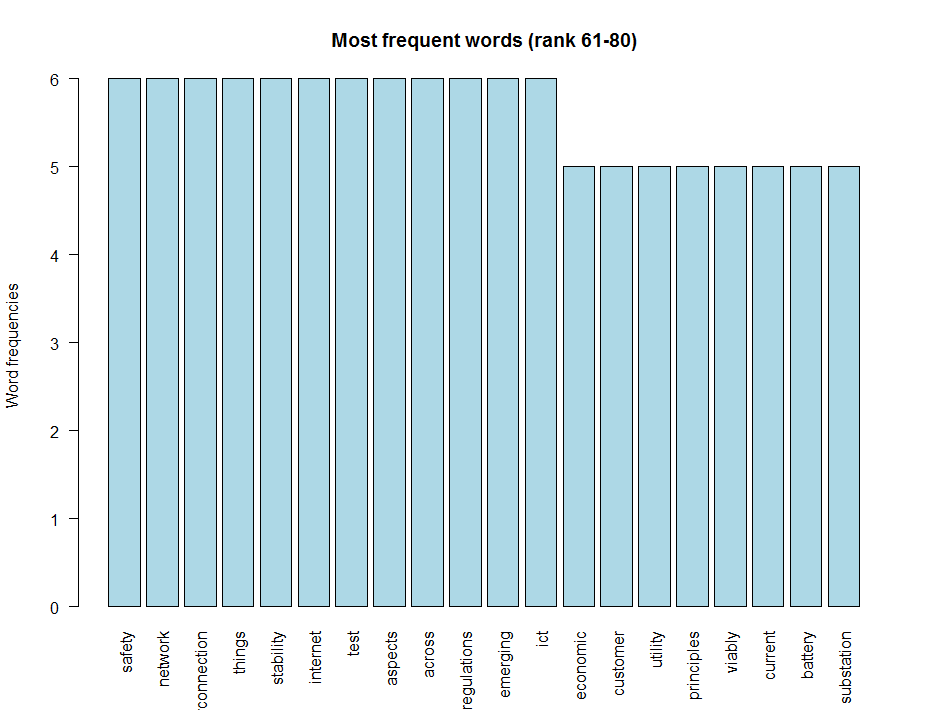 Most frequent words (rank 61-80)
Word frequencies
6
5
4
3
2
1
0
safety
network
rconnection
things
stability
internet
test
aspects
across
regulations
emerging
ict
economic
customer
utility
principles
viably
current
battery
substation